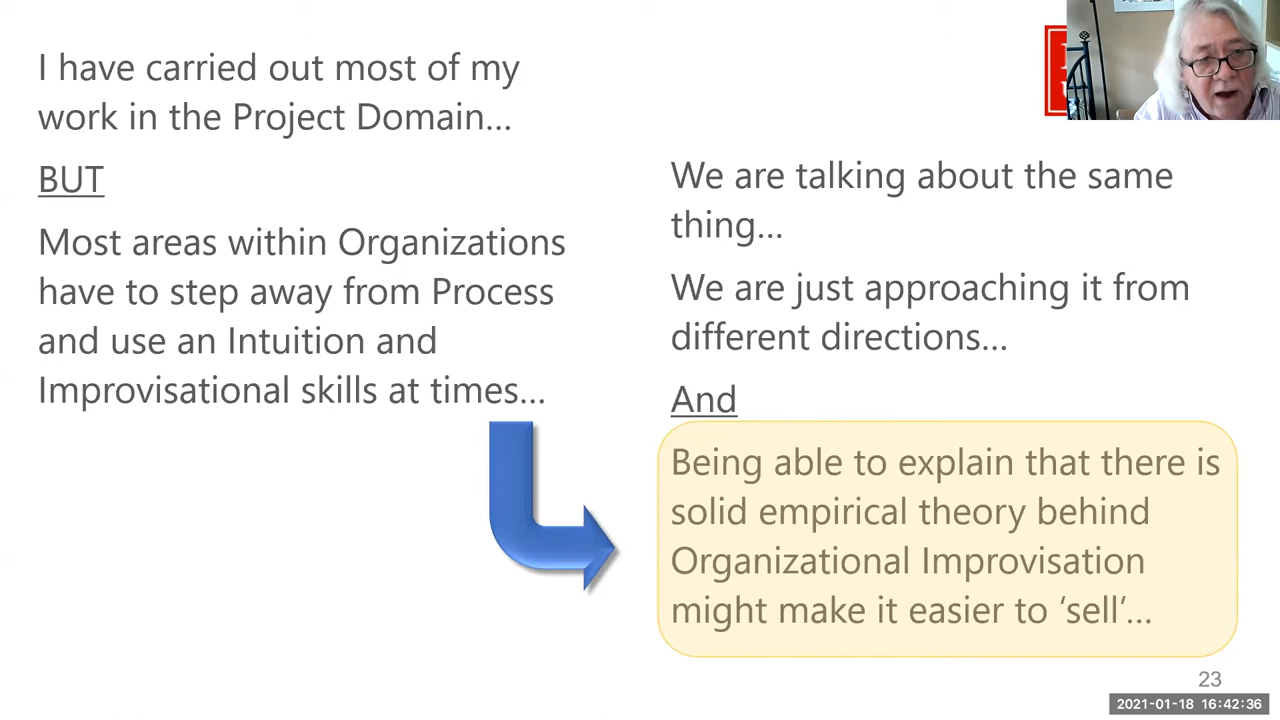 I have carried out most of my
work in the Project Domain...
BUT
Most areas within Organizations
have to step away from Process
and use an Intuition and
Improvisational skills at times...
We are talking about the same
thing...
We are just approaching it from
different directions...
And
Being able to explain that there is
solid empirical theory behind
Organizational Improvisation
might make it easier to ‘sell’...
23
2021-01-18 16:42:36